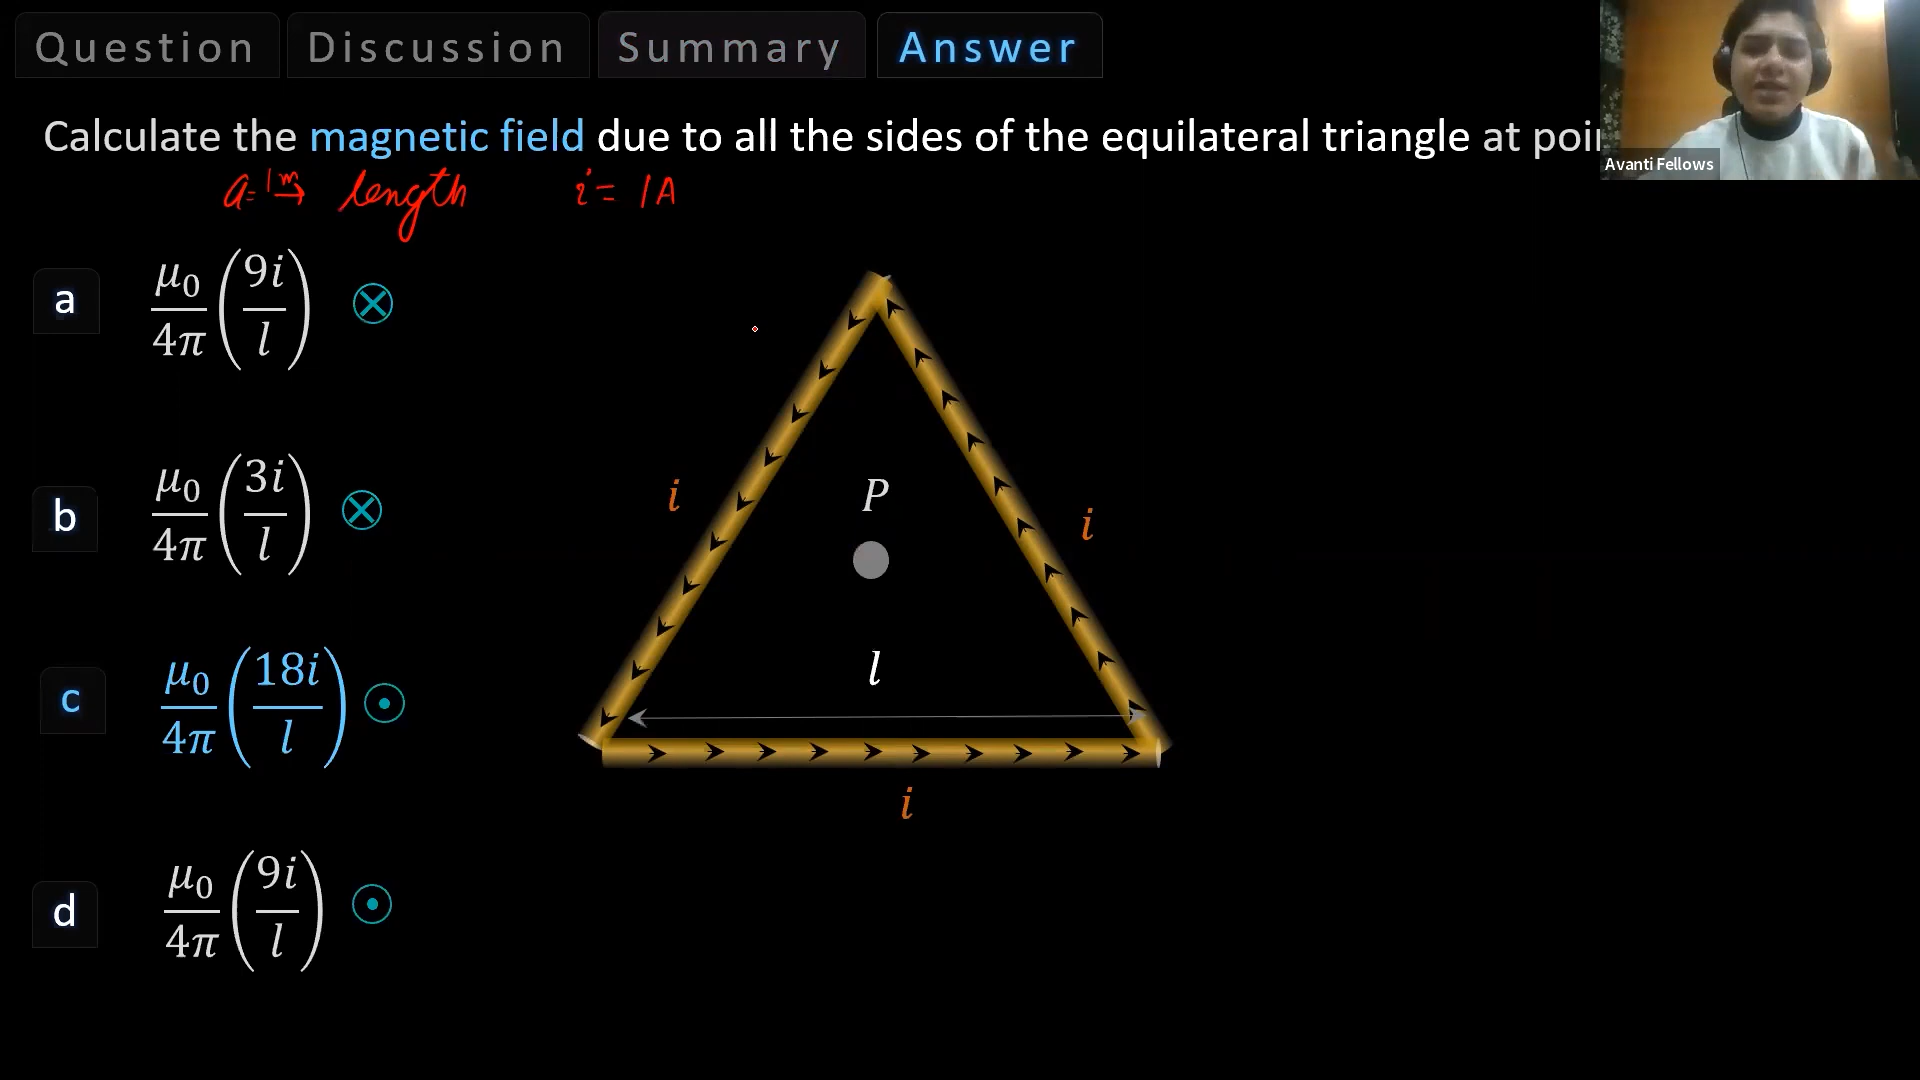 Question Discussion Summary Answer
Calculate the magnetic field due to all the sides of the equilateral triangle at poi
Avanti Fellows
a=1m→ length i= 1A
a μ₀/4π (9i/l) ⊗
b μ₀/4π (3i/l) ⊗
c μ₀/4π (18i/l) ⊙
d μ₀/4π (9i/l) ⊙
i
P
i
l
i